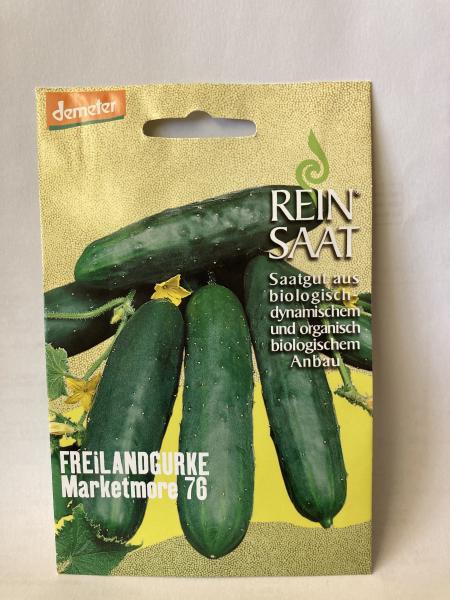 demeter
REIN®
SAAT
Saatgut aus
biologisch
dynamischem
und organisch
biologischem
Anbau
FREiLANDGURKE
Marketmore 76